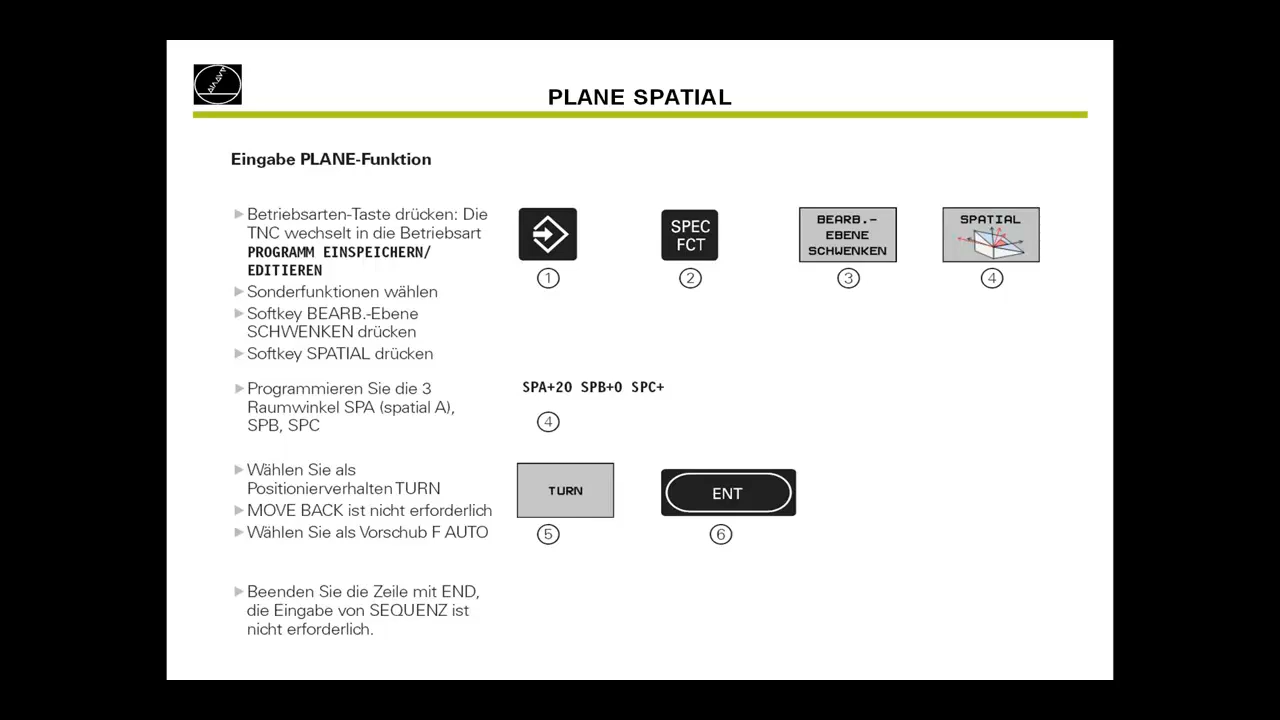 PLANE SPATIAL
Eingabe PLANE-Funktion
Betriebsarten-Taste drücken: Die
TNC wechselt in die Betriebsart
PROGRAMM EINSPEICHERN/
EDITIEREN
Sonderfunktionen wählen
Softkey BEARB.-Ebene
SCHWENKEN drücken
Softkey SPATIAL drücken
SPEC
FCT
BEARB.-
EBENE
SCHWENKEN
SPATIAL
1
2
3
4
Programmieren Sie die 3
Raumwinkel SPA (spatial A),
SPB, SPC
SPA+20 SPB+0 SPC+
4
Wählen Sie als
Positionierverhalten TURN
MOVE BACK ist nicht erforderlich
Wählen Sie als Vorschub F AUTO
TURN
ENT
5
6
Beenden Sie die Zeile mit END,
die Eingabe von SEQUENZ ist
nicht erforderlich.